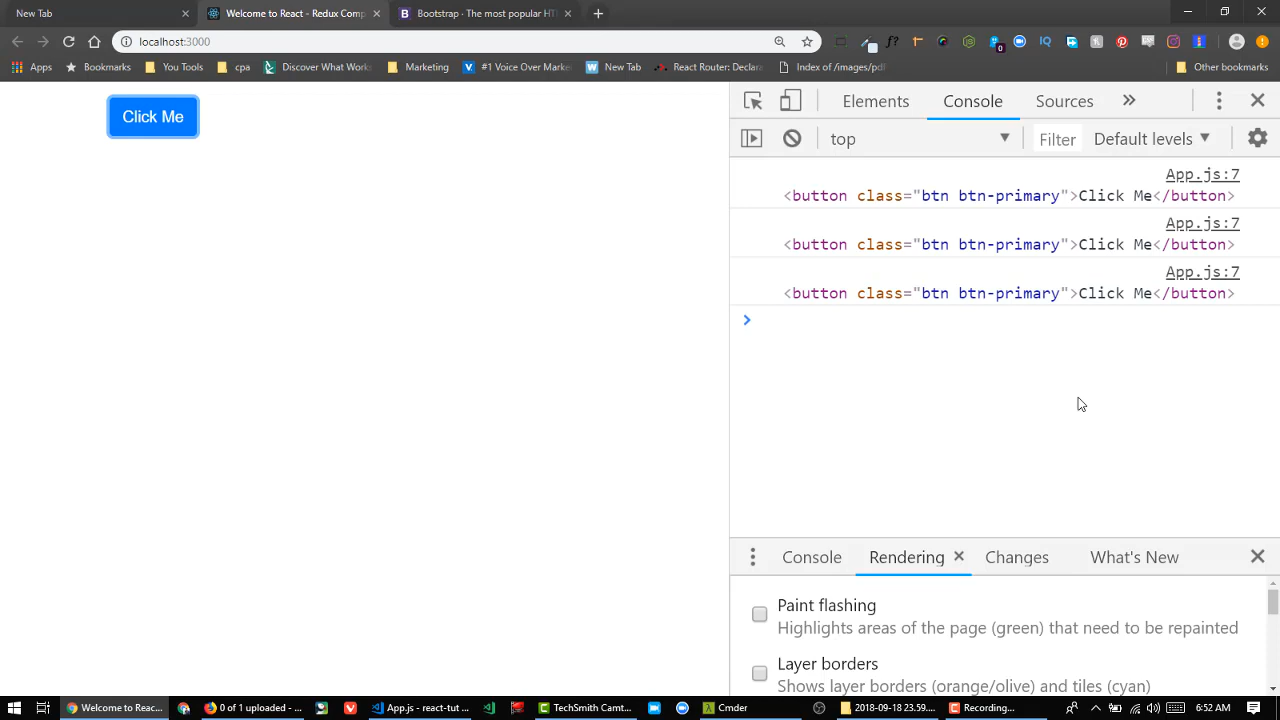 New Tab
Welcome to React - Redux Comp
Bootstrap · The most popular HT
localhost:3000
Apps
Bookmarks
You Tools
cpa
Discover What Works
Marketing
#1 Voice Over Marke
New Tab
React Router: Decla
Index of /images/pdf
Other bookmarks
Click Me
Elements
Console
Sources
top
Filter
Default levels
App.js:7
<button class="btn btn-primary">Click Me</button>
App.js:7
<button class="btn btn-primary">Click Me</button>
App.js:7
<button class="btn btn-primary">Click Me</button>
Console
Rendering
Changes
What's New
Paint flashing
Highlights areas of the page (green) that need to be repainted
Layer borders
Shows layer borders (orange/olive) and tiles (cyan)
Welcome to Reac...
0 of 1 uploaded - ...
App.js - react-tut ...
TechSmith Camt...
Cmder
2018-09-18 23.59....
Recording...
6:52 AM